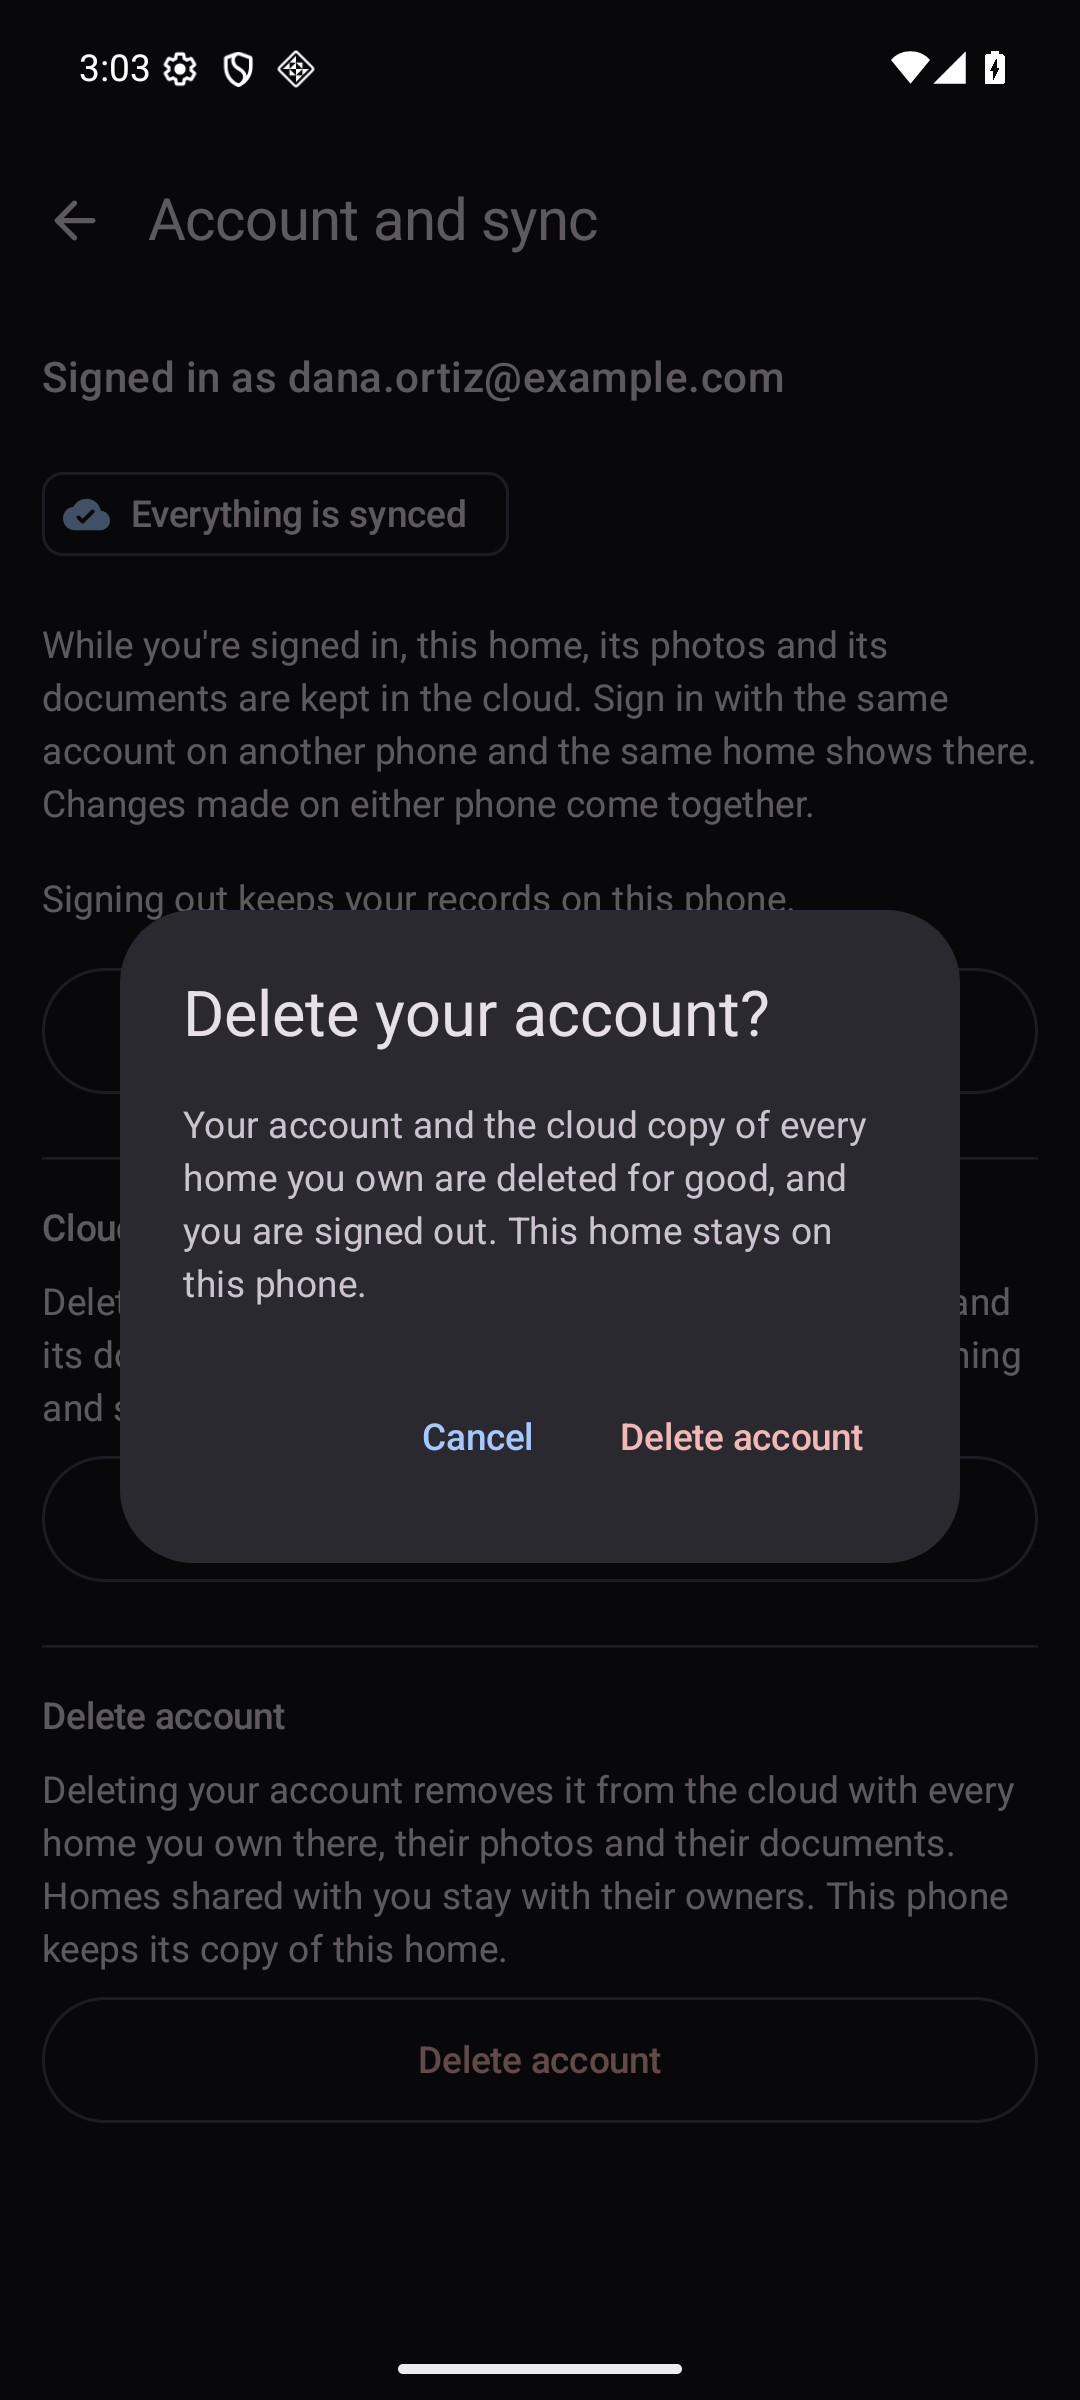 3:03
Account and sync
Signed in as dana.ortiz@example.com
Everything is synced
While you're signed in, this home, its photos and its
documents are kept in the cloud. Sign in with the same
account on another phone and the same home shows there.
Changes made on either phone come together.
Signing out keeps your records on this phone.
Delete your account?
Your account and the cloud copy of every
home you own are deleted for good, and
you are signed out. This home stays on
this phone.
Cancel
Delete account
and
its
and
Delete account
Deleting your account removes it from the cloud with every
home you own there, their photos and their documents.
Homes shared with you stay with their owners. This phone
keeps its copy of this home.
Delete account